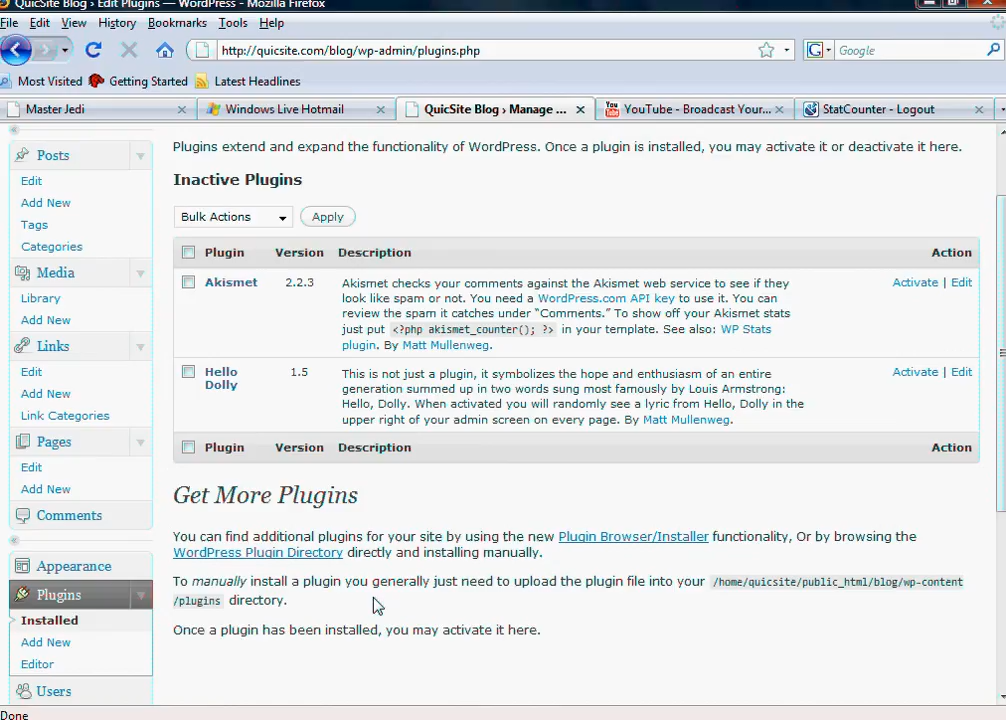 QuicSite Blog › Edit Plugins — WordPress - Mozilla Firefox
File Edit View History Bookmarks Tools Help
http://quicsite.com/blog/wp-admin/plugins.php
G Google
Most Visited Getting Started Latest Headlines
Master Jedi
Windows Live Hotmail
QuicSite Blog › Manage ...
You Tube
YouTube - Broadcast Your...
StatCounter - Logout
Posts
Edit
Add New
Tags
Categories
Media
Library
Add New
Links
Edit
Add New
Link Categories
Pages
Edit
Add New
Comments
Appearance
Plugins
Installed
Add New
Editor
Users
Plugins extend and expand the functionality of WordPress. Once a plugin is installed, you may activate it or deactivate it here.
Inactive Plugins
Bulk Actions Apply
Plugin Version Description Action
Akismet 2.2.3 Akismet checks your comments against the Akismet web service to see if they Activate | Edit
look like spam or not. You need a WordPress.com API key to use it. You can
review the spam it catches under “Comments.” To show off your Akismet stats
just put <?php akismet_counter(); ?> in your template. See also: WP Stats
plugin. By Matt Mullenweg.
Hello Dolly 1.5 This is not just a plugin, it symbolizes the hope and enthusiasm of an entire Activate | Edit
generation summed up in two words sung most famously by Louis Armstrong:
Hello, Dolly. When activated you will randomly see a lyric from Hello, Dolly in the
upper right of your admin screen on every page. By Matt Mullenweg.
Plugin Version Description Action
Get More Plugins
You can find additional plugins for your site by using the new Plugin Browser/Installer functionality, Or by browsing the
WordPress Plugin Directory directly and installing manually.
To manually install a plugin you generally just need to upload the plugin file into your /home/quicsite/public_html/blog/wp-content
/plugins directory.
Once a plugin has been installed, you may activate it here.
Done